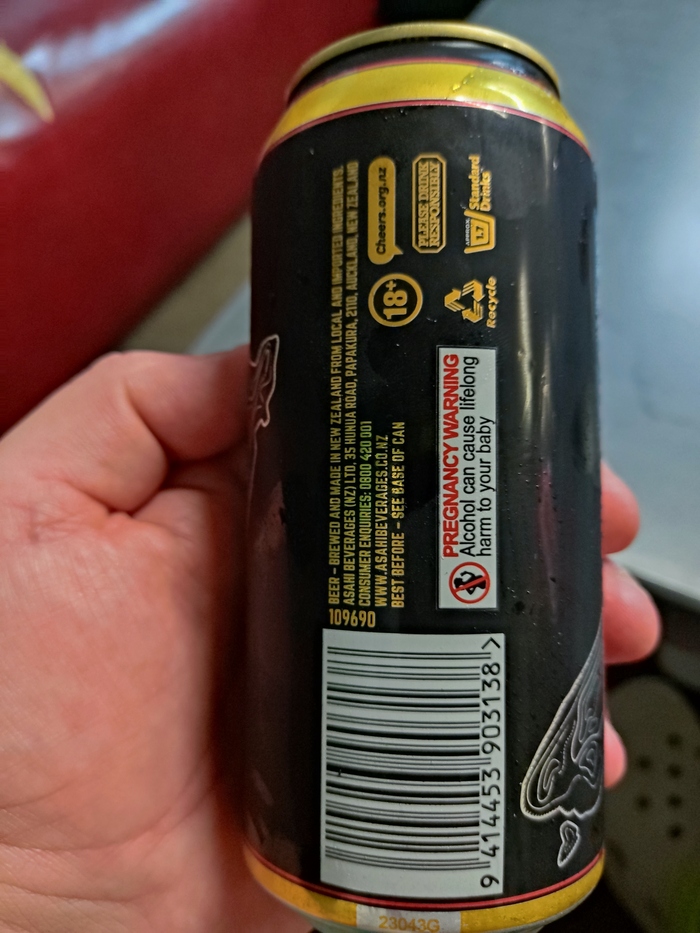 BEER – BREWED AND MADE IN NEW ZEALAND FROM LOCAL AND IMPORTED INGREDIENTS.
ASAHI BEVERAGES (NZ) LTD, 35 HUNUA ROAD, PAPAKURA, 2110, AUCKLAND, NEW ZEALAND
CONSUMER ENQUIRIES: 0800 420 001
WWW.ASAHIBEVERAGES.CO.NZ
BEST BEFORE – SEE BASE OF CAN
109690
18+
Cheers.org.nz
PLEASE DRINK
RESPONSIBLY
Recycle
APPROX.
1.7
Standard
Drinks
PREGNANCY WARNING
Alcohol can cause lifelong
harm to your baby
9 414453 903138 >
23043G